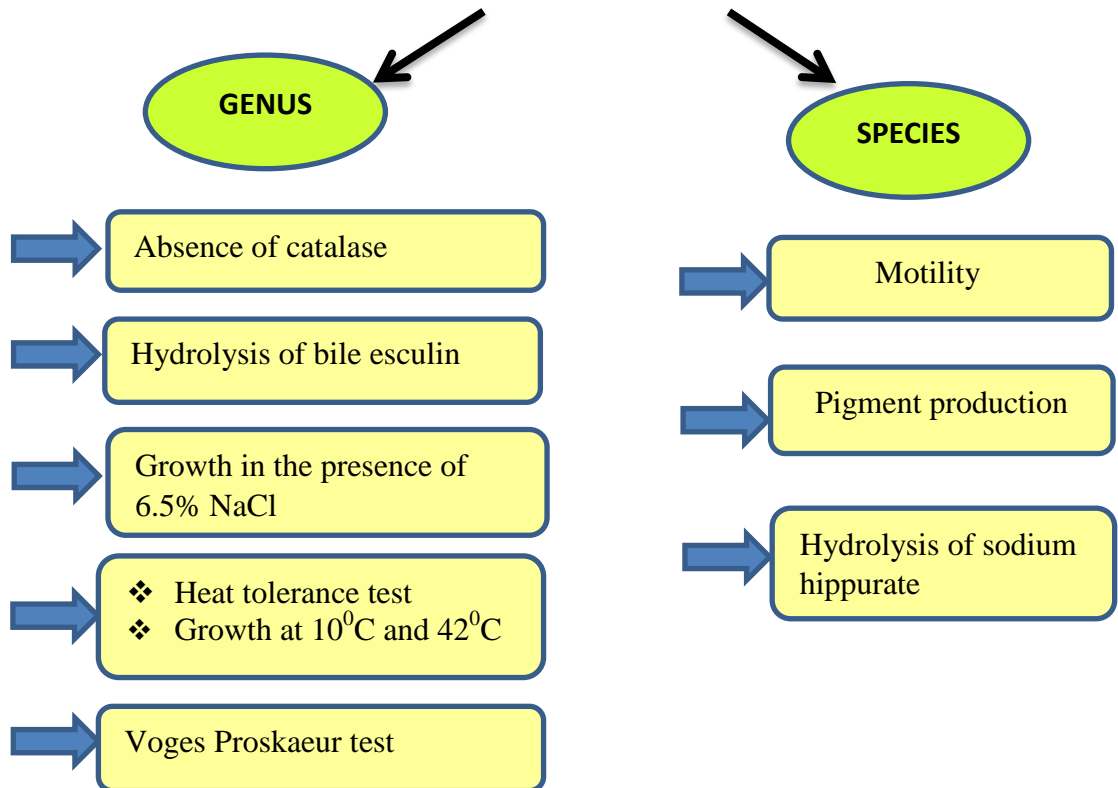 GENUS
Absence of catalase
Hydrolysis of bile esculin
Growth in the presence of
6.5% NaCl
❖ Heat tolerance test
❖ Growth at 10⁰C and 42⁰C
Voges Proskaeur test
SPECIES
Motility
Pigment production
Hydrolysis of sodium
hippurate